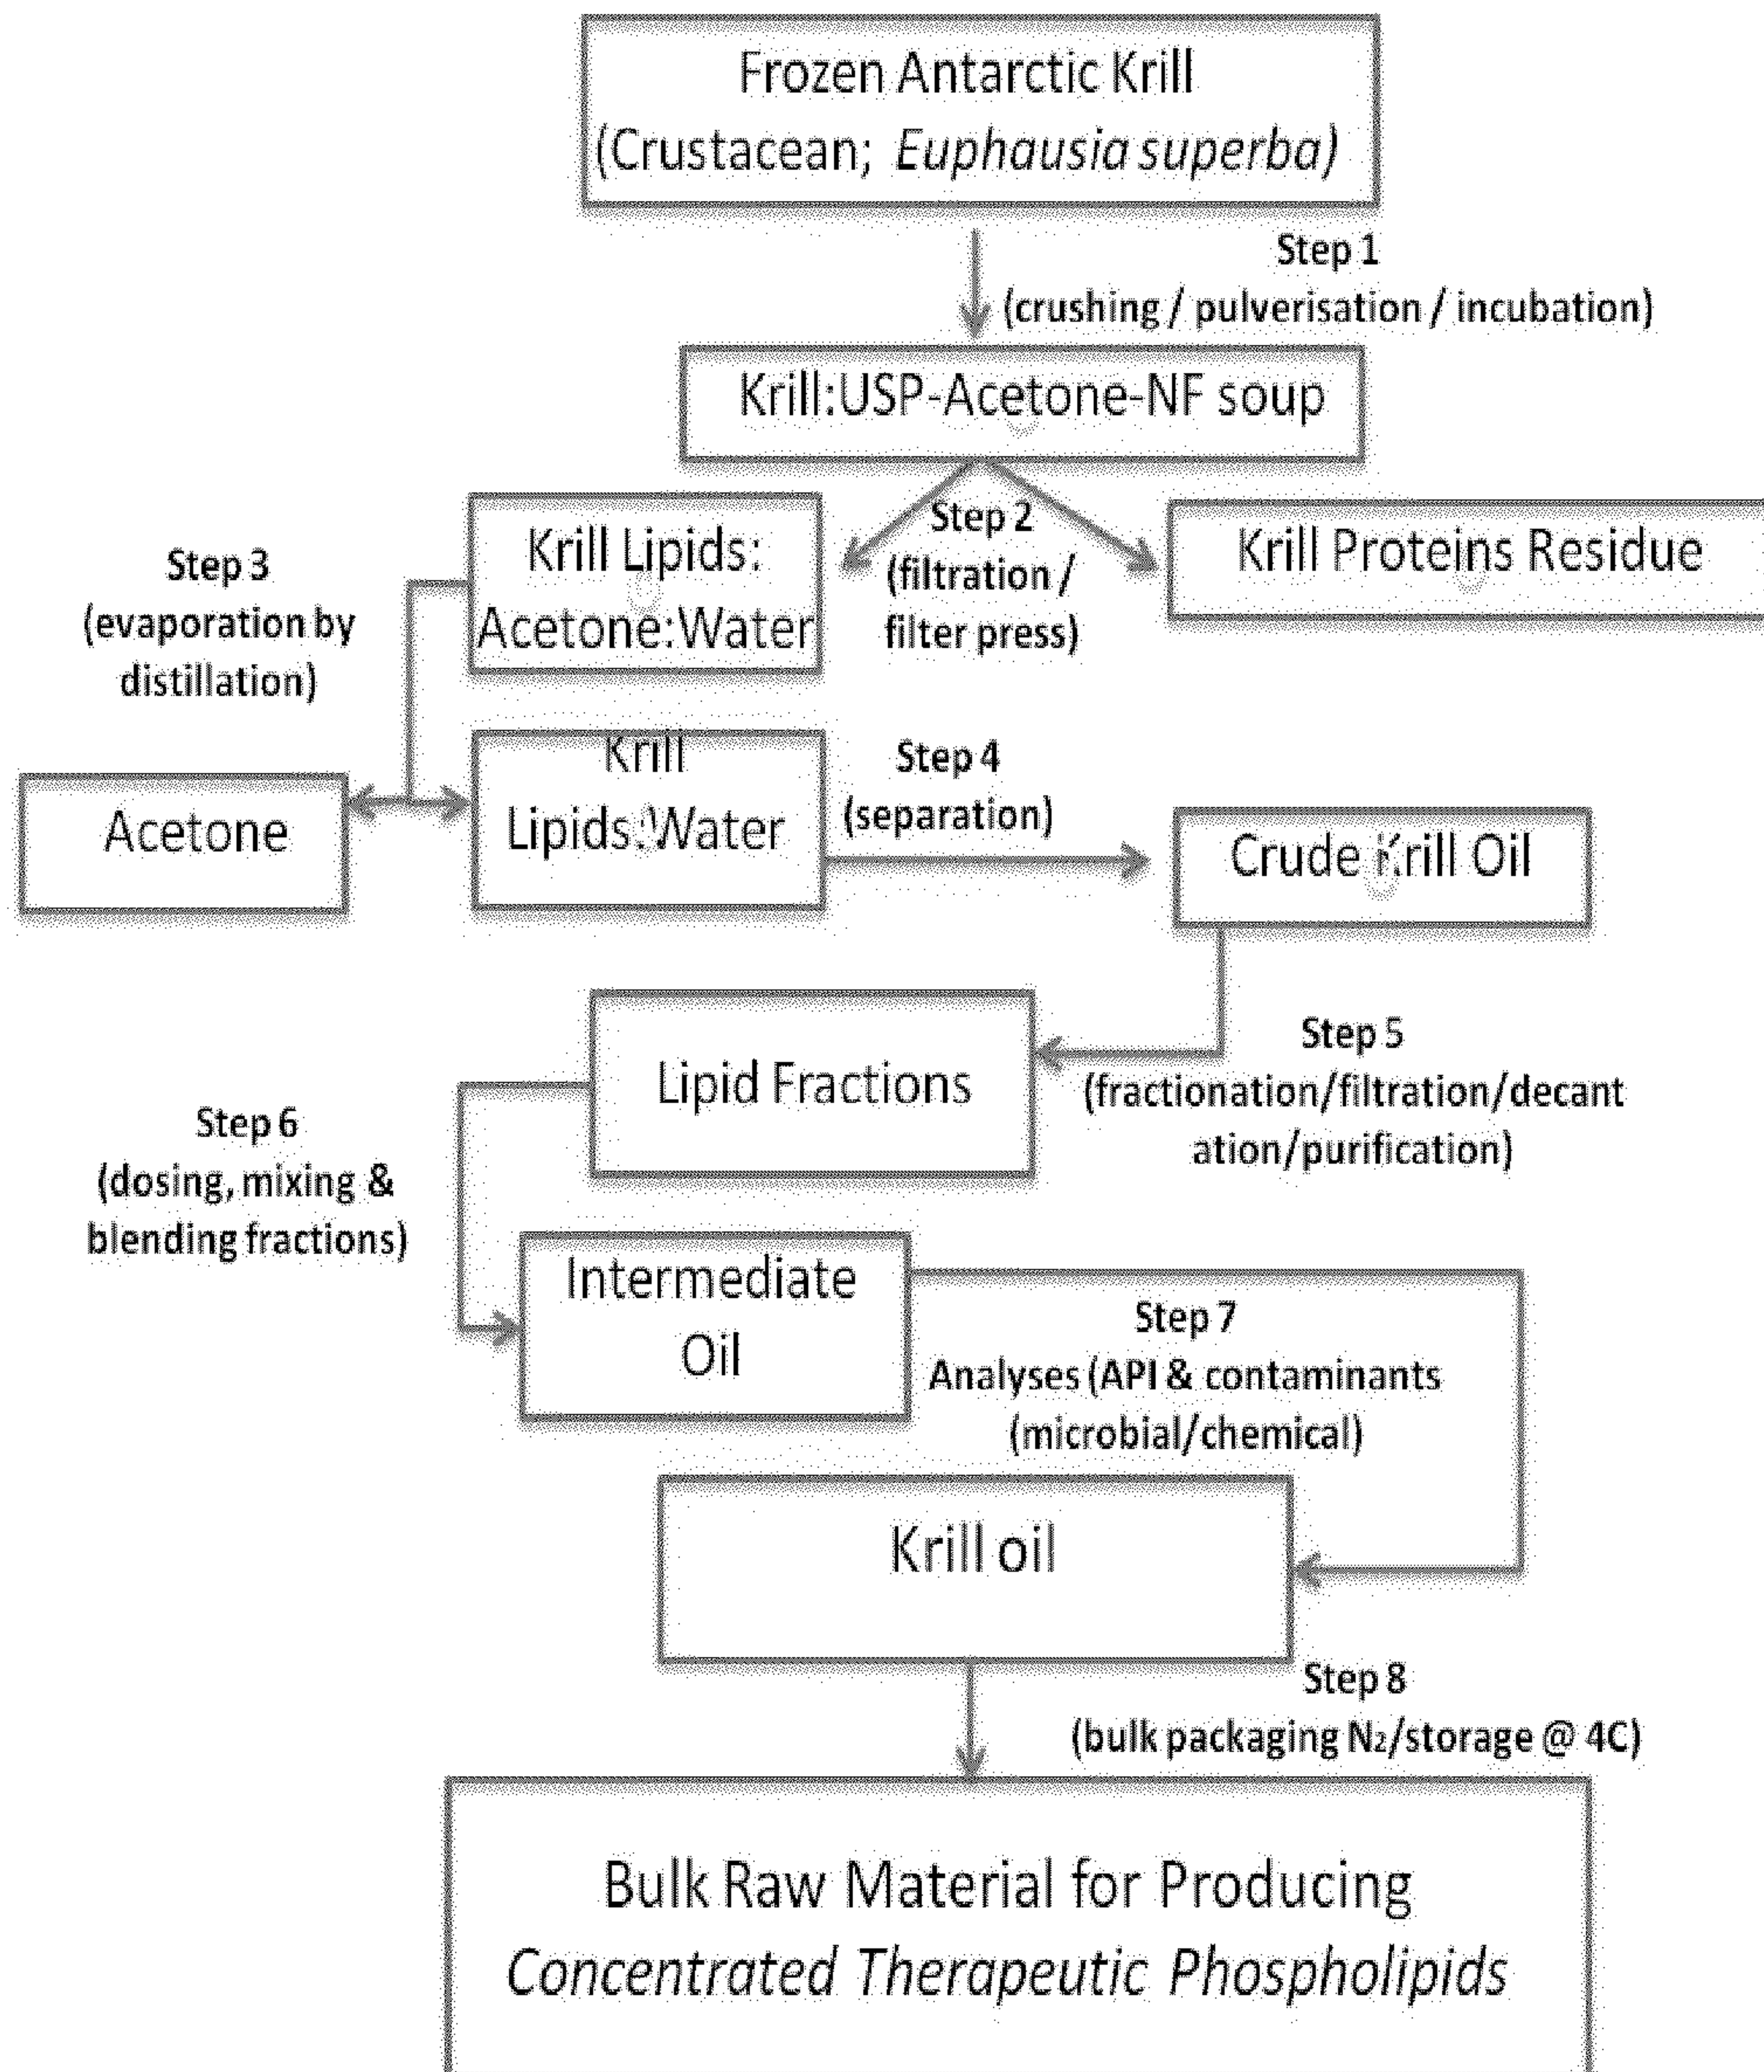 Frozen Antarctic Krill
(Crustacean; Euphausia superba)
Step 1
(crushing / pulverisation / incubation)
Krill:USP-Acetone-NF soup
Step 2
(filtration /
filter press)
Krill Lipids:
Acetone:Water
Krill Proteins Residue
Step 3
(evaporation by
distillation)
Acetone
Krill
Lipids:Water
Step 4
(separation)
Crude Krill Oil
Step 5
(fractionation/filtration/decant
ation/purification)
Lipid Fractions
Step 6
(dosing, mixing &
blending fractions)
Intermediate
Oil
Step 7
Analyses (API & contaminants
(microbial/chemical)
Krill oil
Step 8
(bulk packaging N₂/storage @ 4C)
Bulk Raw Material for Producing
Concentrated Therapeutic Phospholipids